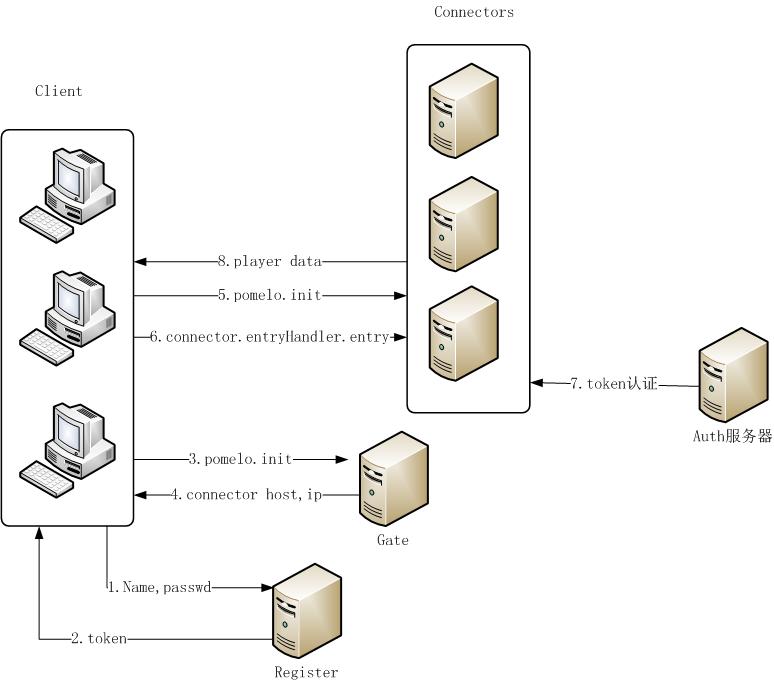 Connectors
Client
8.player data
5.pomelo.init
6.connector.entryHandler.entry
7.token认证
Auth服务器
3.pomelo.init
4.connector host,ip
Gate
1.Name,passwd
2.token
Register